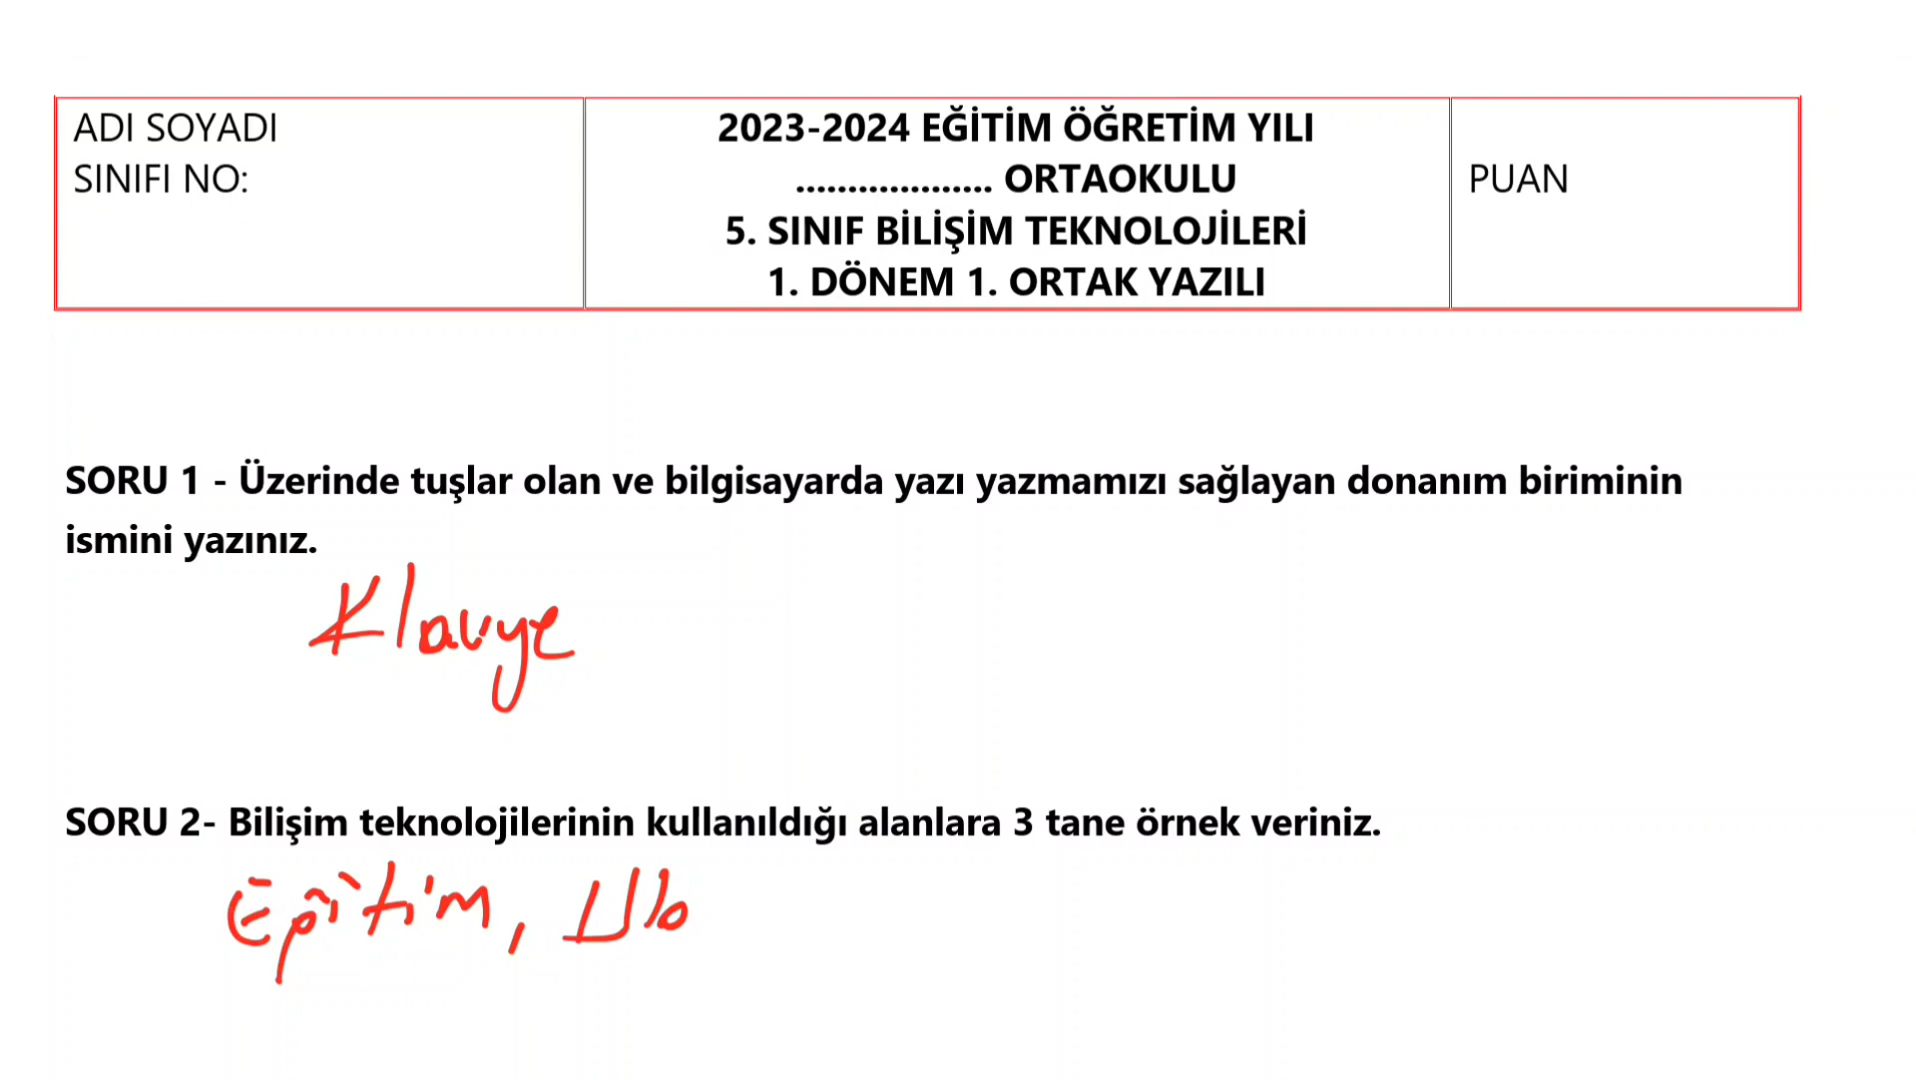 ADI SOYADI
SINIFI NO:
2023-2024 EĞİTİM ÖĞRETİM YILI
................... ORTAOKULU
5. SINIF BİLİŞİM TEKNOLOJİLERİ
1. DÖNEM 1. ORTAK YAZILI
PUAN
SORU 1 - Üzerinde tuşlar olan ve bilgisayarda yazı yazmamızı sağlayan donanım biriminin
ismini yazınız.
Klavye
SORU 2- Bilişim teknolojilerinin kullanıldığı alanlara 3 tane örnek veriniz.
Eğitim,